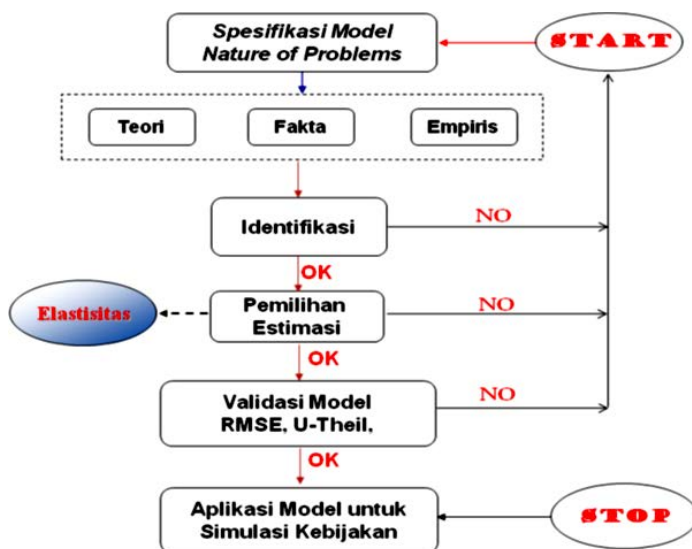 Spesifikasi Model
Nature of Problems
START
Teori
Fakta
Empiris
Identifikasi
NO
OK
Elastisitas
Pemilihan
Estimasi
NO
OK
Validasi Model
RMSE, U-Theil,
NO
OK
Aplikasi Model untuk
Simulasi Kebijakan
STOP